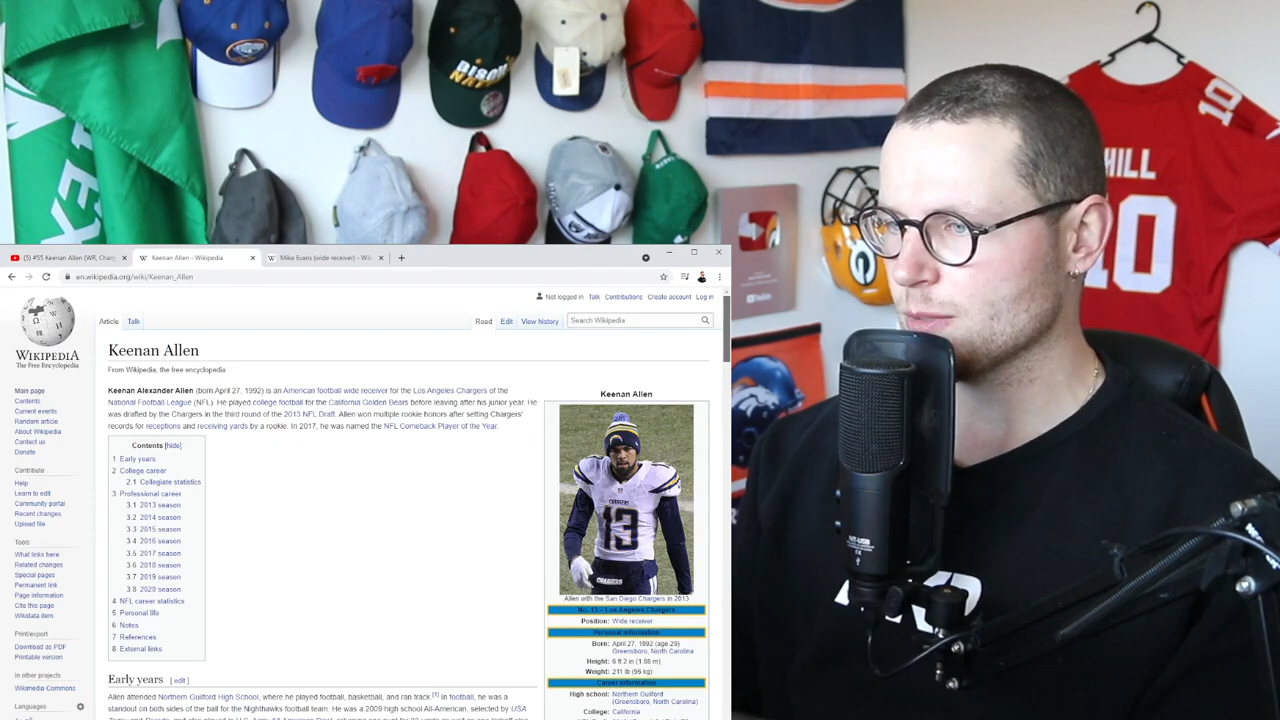 BISON
NATION
HILL
10
10
(5) #55 Keenan Allen (WR, Charg
Keenan Allen - Wikipedia
Mike Evans (wide receiver) - Wik
en.wikipedia.org/wiki/Keenan_Allen
Not logged in Talk Contributions Create account Log in
Article Talk Read Edit View history Search Wikipedia
WIKIPEDIA
The Free Encyclopedia
Main page
Contents
Current events
Random article
About Wikipedia
Contact us
Donate
Contribute
Help
Learn to edit
Community portal
Recent changes
Upload file
Tools
What links here
Related changes
Special pages
Permanent link
Page information
Cite this page
Wikidata item
Print/export
Download as PDF
Printable version
In other projects
Wikimedia Commons
Languages
Keenan Allen
From Wikipedia, the free encyclopedia
Keenan Alexander Allen (born April 27, 1992) is an American football wide receiver for the Los Angeles Chargers of the
National Football League (NFL). He played college football for the California Golden Bears before leaving after his junior year. He
was drafted by the Chargers in the third round of the 2013 NFL Draft. Allen won multiple rookie honors after setting Chargers'
records for receptions and receiving yards by a rookie. In 2017, he was named the NFL Comeback Player of the Year.
Contents [hide]
1 Early years
2 College career
2.1 Collegiate statistics
3 Professional career
3.1 2013 season
3.2 2014 season
3.3 2015 season
3.4 2016 season
3.5 2017 season
3.6 2018 season
3.7 2019 season
3.8 2020 season
4 NFL career statistics
5 Personal life
6 Notes
7 References
8 External links
Early years [ edit ]
Allen attended Northern Guilford High School, where he played football, basketball, and ran track.[1] In football, he was a
standout on both sides of the ball for the Nighthawks football team. He was a 2009 high school All-American, selected by USA
Keenan Allen
CHARGERS
13
CHARGERS
Allen with the San Diego Chargers in 2013
No. 13 – Los Angeles Chargers
Position: Wide receiver
Personal information
Born: April 27, 1992 (age 29)
Greensboro, North Carolina
Height: 6 ft 2 in (1.88 m)
Weight: 211 lb (96 kg)
Career information
High school: Northern Guilford
(Greensboro, North Carolina)
College: California